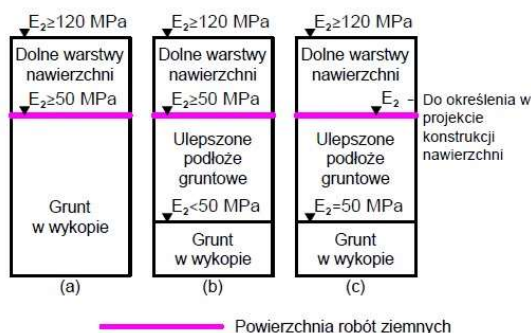 E₂≥120 MPa
Dolne warstwy
nawierzchni
E₂≥50 MPa
Grunt
w wykopie
(a)
E₂≥120 MPa
Dolne warstwy
nawierzchni
E₂≥50 MPa
Ulepszone
podłoże
gruntowe
E₂<50 MPa
Grunt
w wykopie
(b)
E₂≥120 MPa
Dolne warstwy
nawierzchni
E₂ - Do określenia w
projekcie
konstrukcji
nawierzchni
Ulepszone
podłoże
gruntowe
E₂=50 MPa
Grunt
w wykopie
(c)
Powierzchnia robót ziemnych